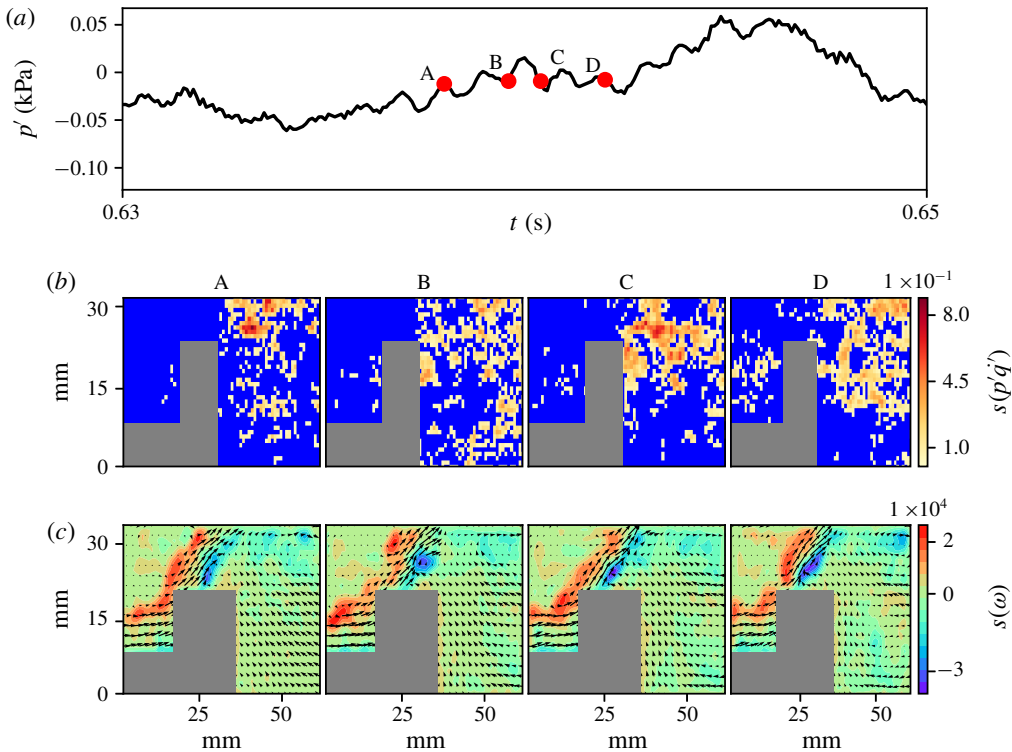 (a)
0.05
0
−0.05
−0.10
p′ (kPa)
A
B
C
D
0.63
0.65
t (s)
(b)
A
B
C
D
1 ×10⁻¹
30
15
0
mm
8.0
4.5
1.0
s(p′q̇′)
(c)
1 ×10⁴
30
15
0
mm
2
0
−3
s(ω)
25
50
25
50
25
50
25
50
mm
mm
mm
mm